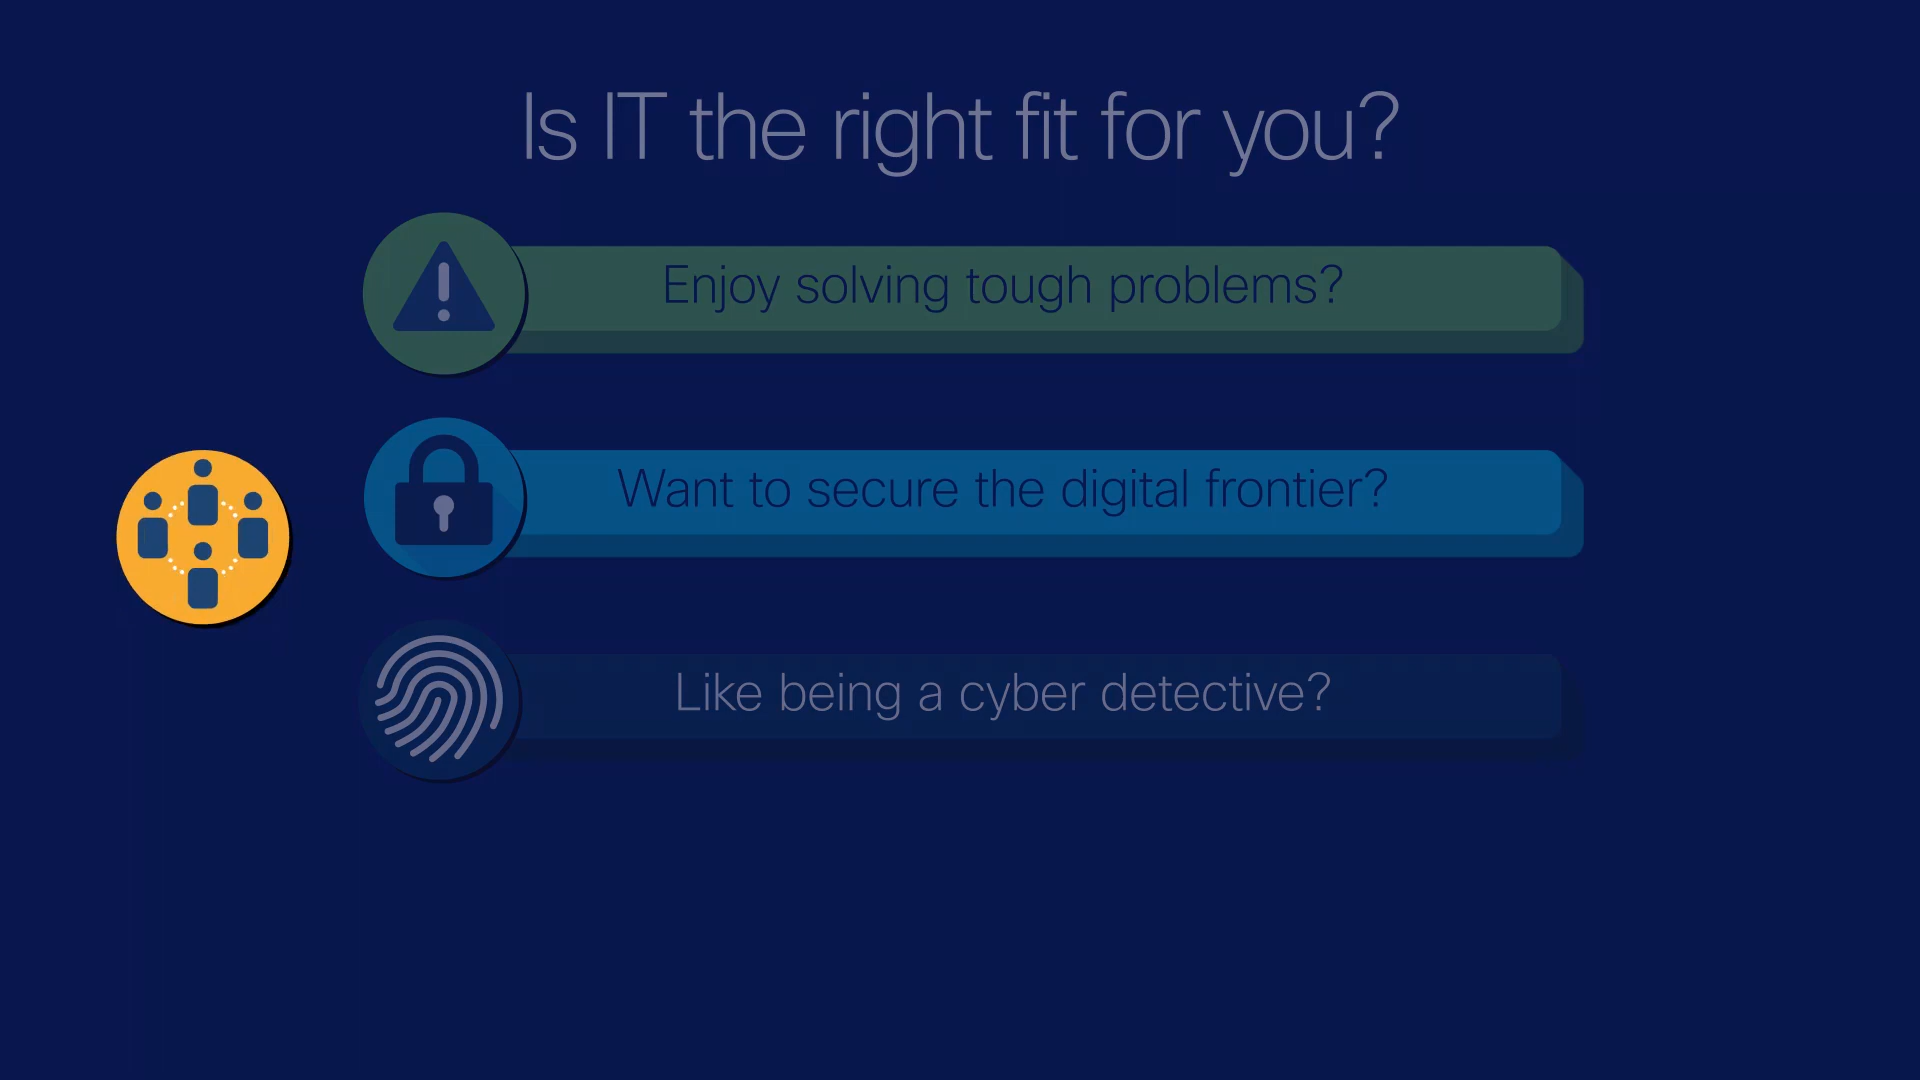 Is IT the right fit for you?
Enjoy solving tough problems?
Want to secure the digital frontier?
Like being a cyber detective?